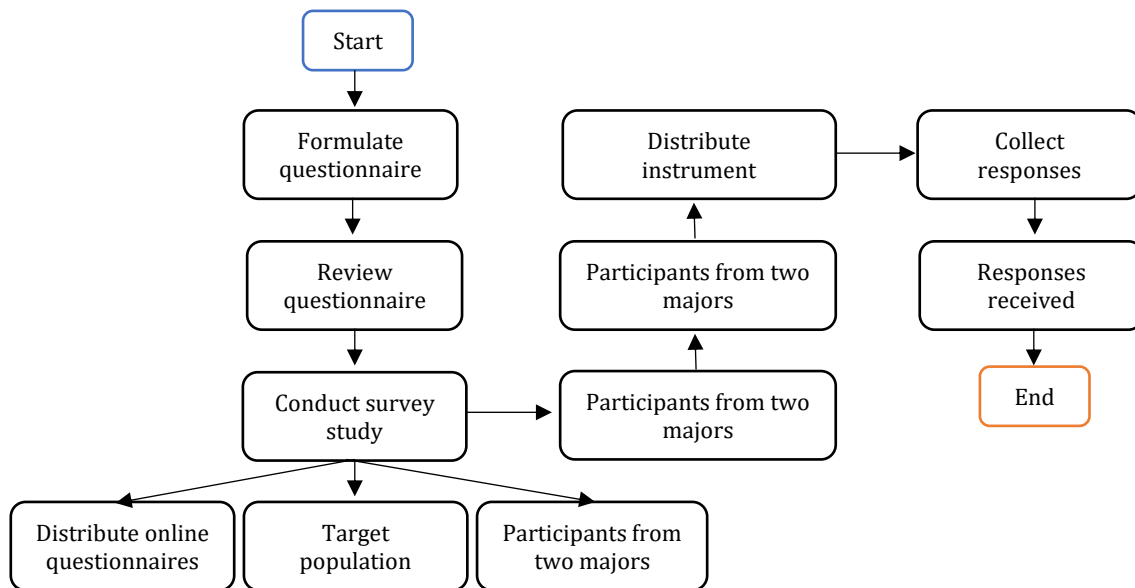 Start
Formulate
questionnaire
Review
questionnaire
Conduct survey
study
Distribute online
questionnaires
Target
population
Participants from
two majors
Participants from two
majors
Participants from two
majors
Distribute
instrument
Collect
responses
Responses
received
End